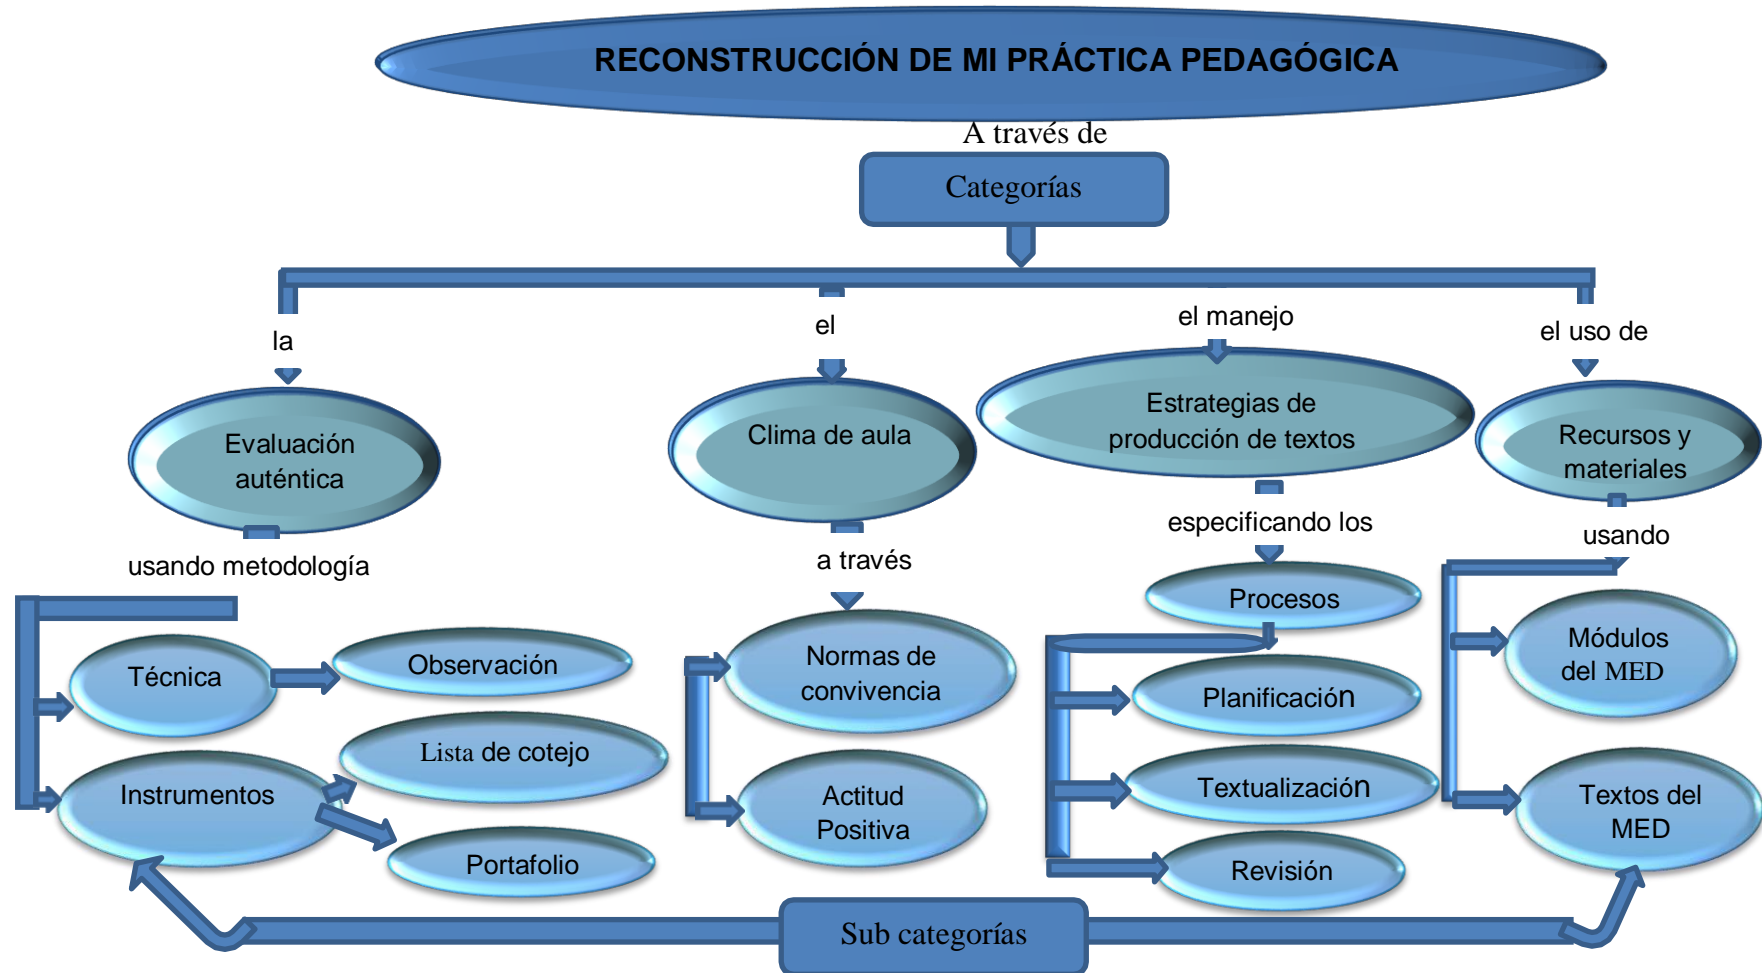 RECONSTRUCCIÓN DE MI PRÁCTICA PEDAGÓGICA
A través de
Categorías
la
el
el manejo
el uso de
Evaluación
auténtica
Clima de aula
Estrategias de
producción de textos
Recursos y
materiales
usando metodología
a través
especificando los
usando
Procesos
Técnica
Observación
Normas de
convivencia
Planificación
Módulos
del MED
Instrumentos
Lista de cotejo
Portafolio
Actitud
Positiva
Textualización
Revisión
Textos del
MED
Sub categorías